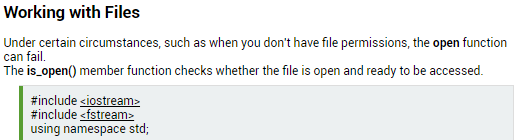 Working with Files
Under certain circumstances, such as when you don't have file permissions, the open function
can fail.
The is_open() member function checks whether the file is open and ready to be accessed.
#include <iostream>
#include <fstream>
using namespace std;